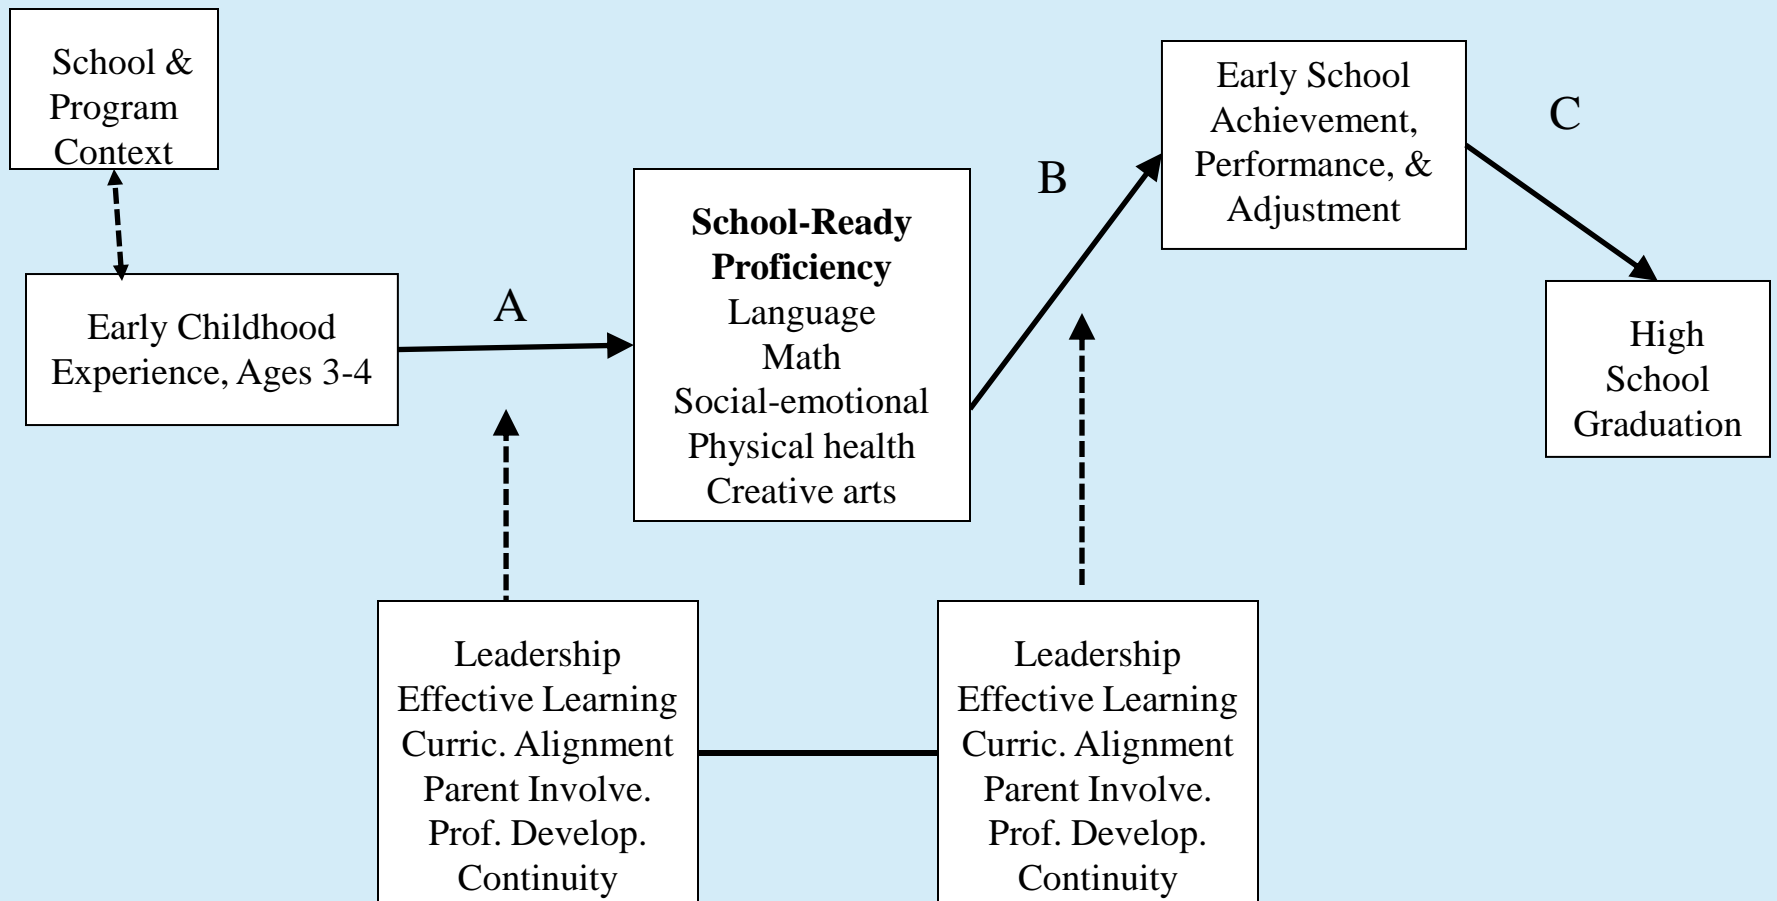 School &
Program
Context
Early Childhood
Experience, Ages 3-4
A
School-Ready
Proficiency
Language
Math
Social-emotional
Physical health
Creative arts
B
Early School
Achievement,
Performance, &
Adjustment
C
High
School
Graduation
Leadership
Effective Learning
Curric. Alignment
Parent Involve.
Prof. Develop.
Continuity
Leadership
Effective Learning
Curric. Alignment
Parent Involve.
Prof. Develop.
Continuity